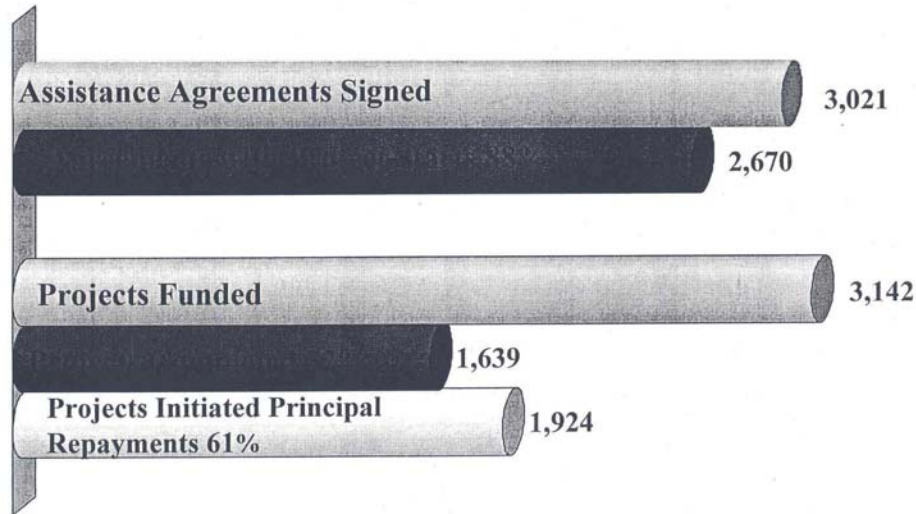 Assistance Agreements Signed
3,021
2,670
Projects Funded
3,142
1,639
Projects Initiated Principal
Repayments 61%
1,924